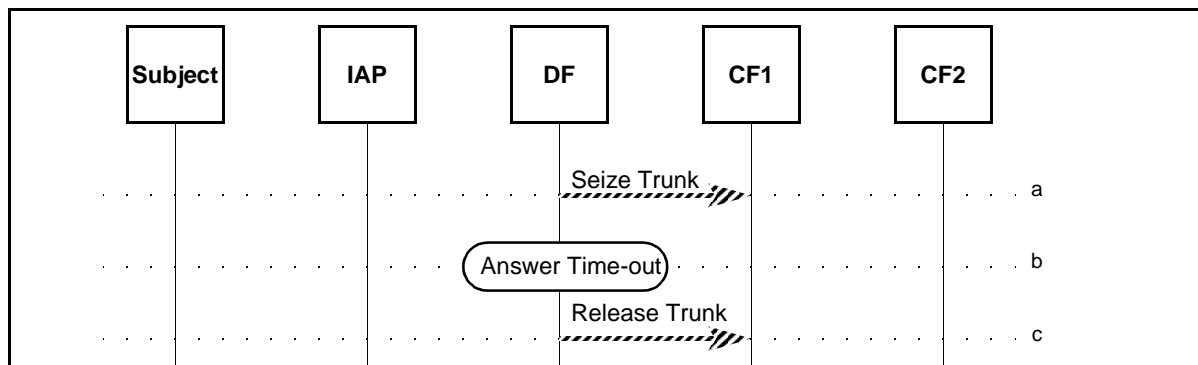 Subject IAP DF CF1 CF2
Seize Trunk
a
Answer Time-out
b
Release Trunk
c